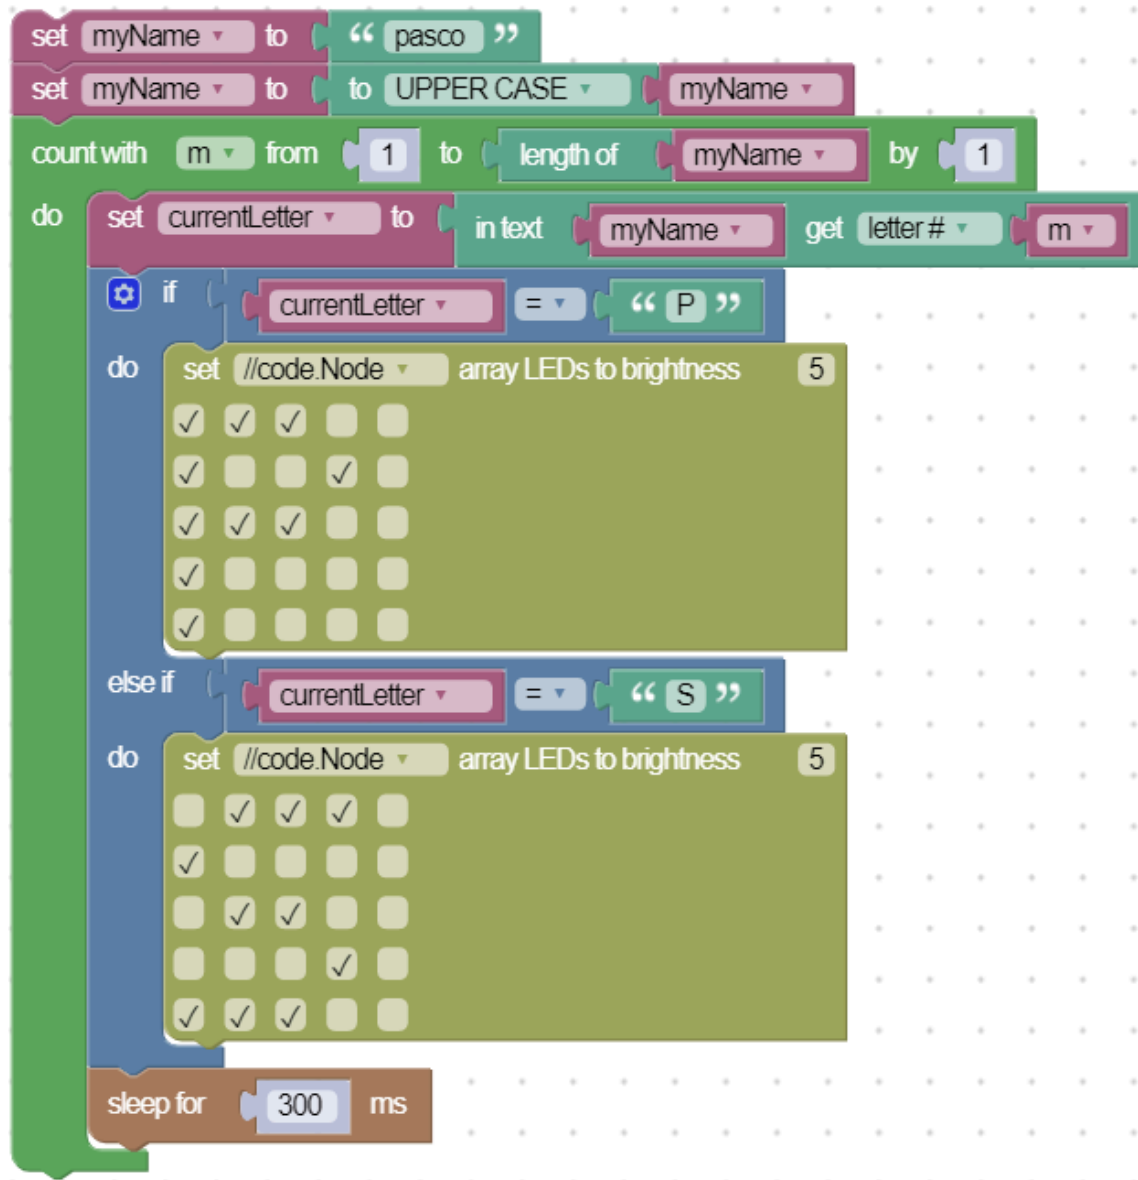 set myName to “ pasco ”
set myName to to UPPER CASE myName
count with m from 1 to length of myName by 1
do set currentLetter to in text myName get letter # m
if currentLetter = “ P ”
do set //code.Node array LEDs to brightness 5
✓ ✓ ✓
✓ ✓
✓ ✓ ✓
✓
✓
else if currentLetter = “ S ”
do set //code.Node array LEDs to brightness 5
✓ ✓ ✓
✓
✓ ✓
✓
✓ ✓ ✓
sleep for 300 ms